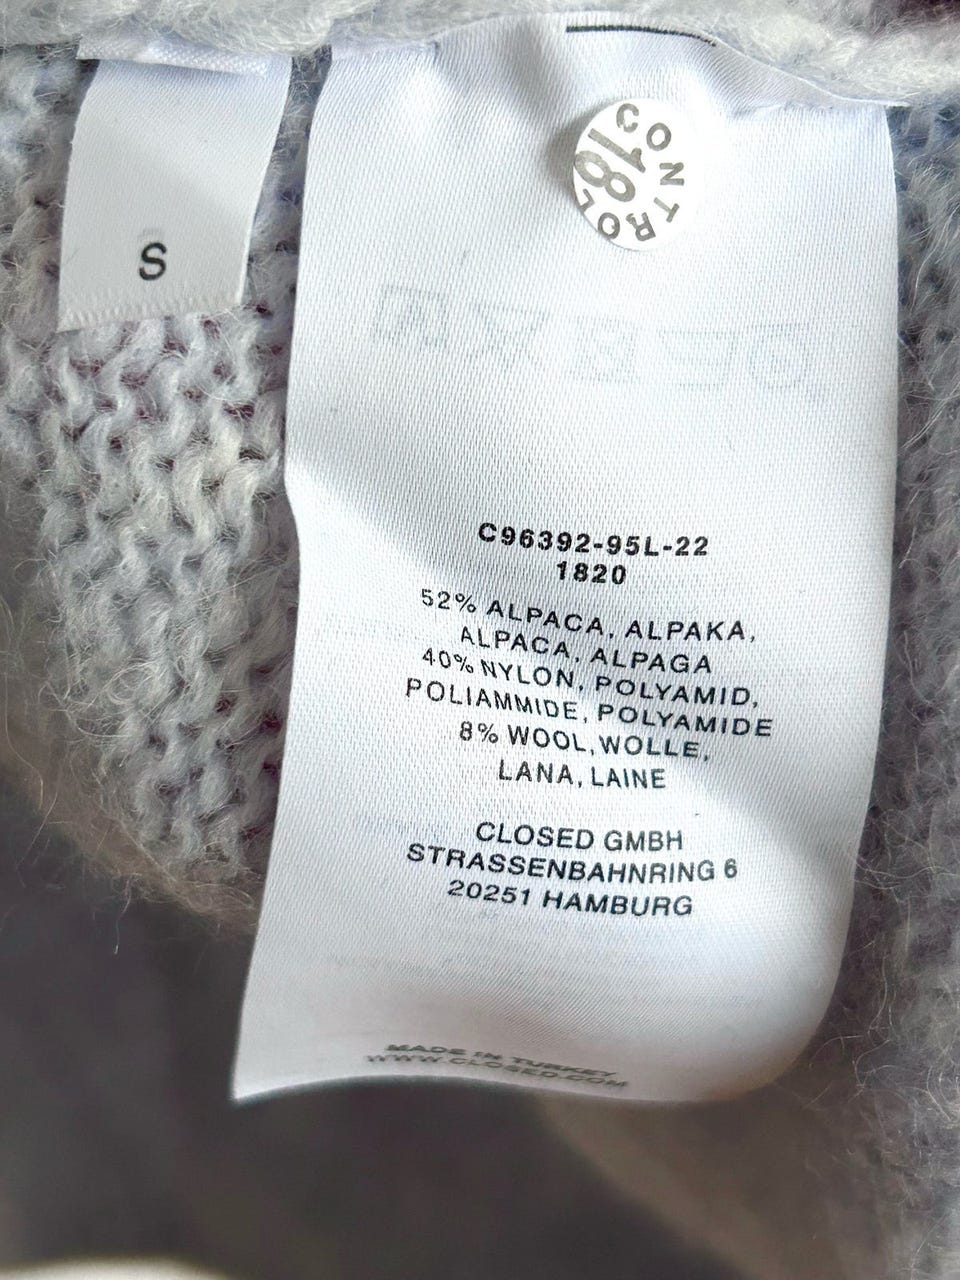 S
CONTROL
18
C96392-95L-22
1820
52% ALPACA, ALPAKA,
ALPACA, ALPAGA
40% NYLON, POLYAMID,
POLIAMMIDE, POLYAMIDE
8% WOOL, WOLLE,
LANA, LAINE
CLOSED GMBH
STRASSENBAHNRING 6
20251 HAMBURG
MADE IN TURKEY
WWW.CLOSED.COM